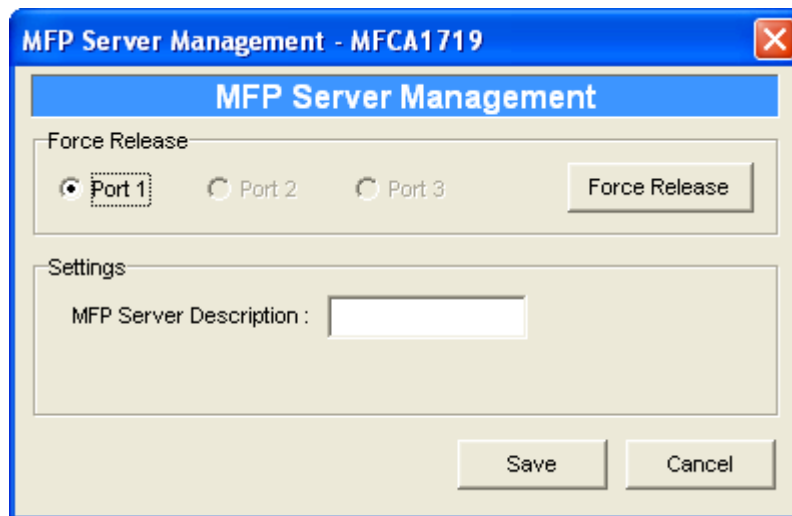 MFP Server Management - MFCA1719
MFP Server Management
Force Release
Port 1 Port 2 Port 3 Force Release
Settings
MFP Server Description :
Save Cancel